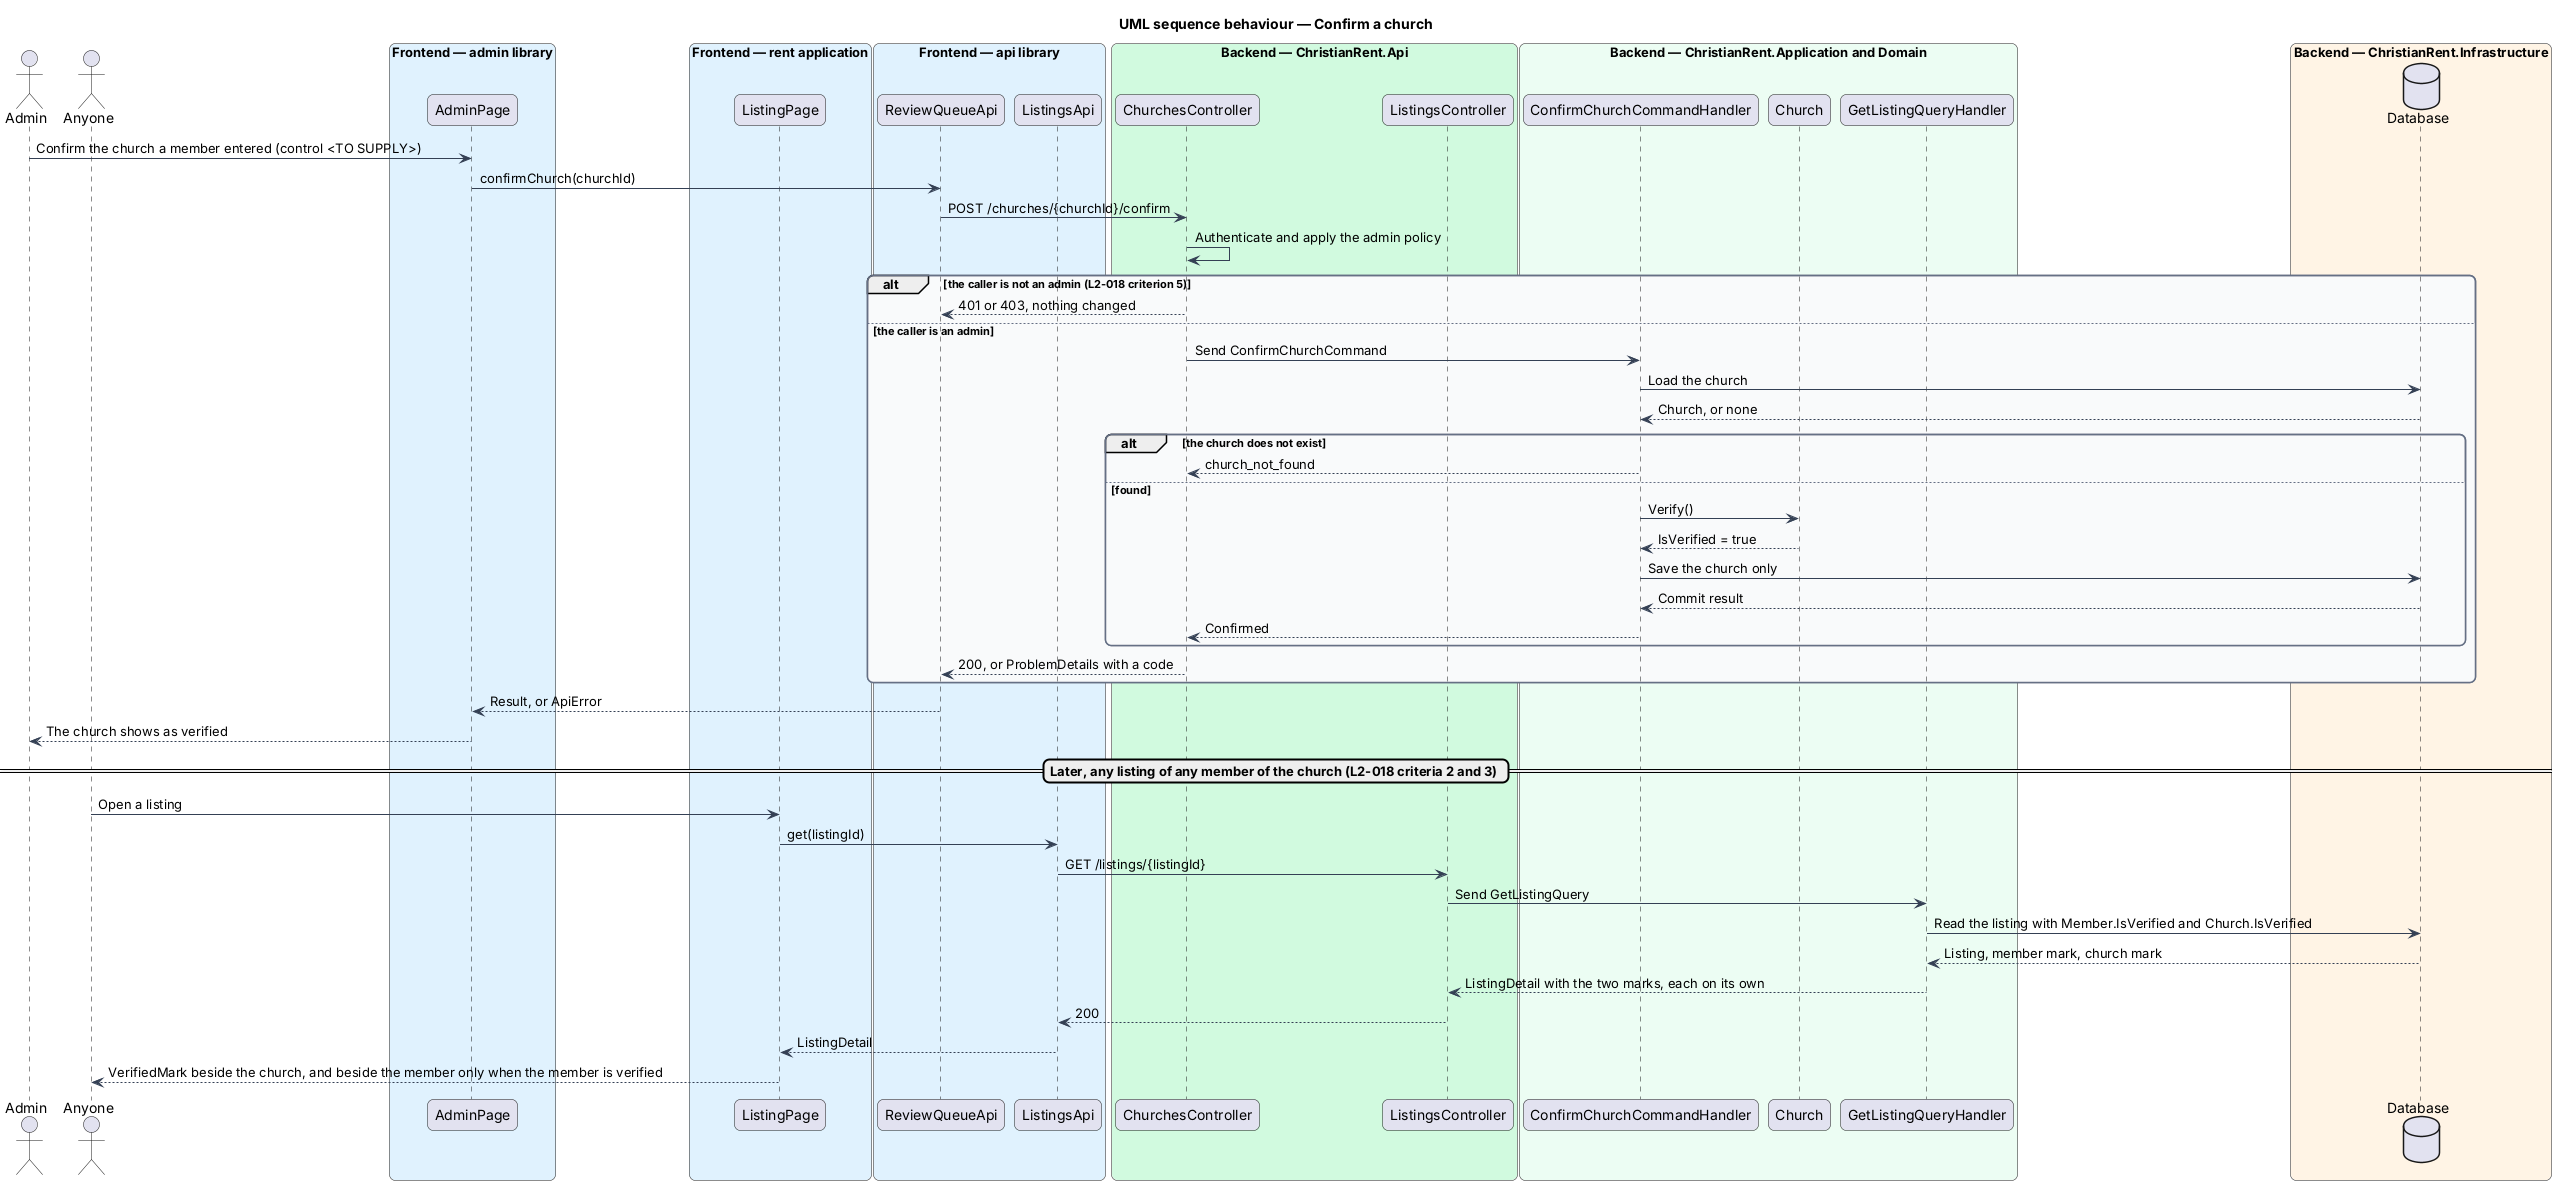 UML sequence behaviour — Confirm a church
Frontend — admin library
Frontend — rent application
Frontend — api library
Backend — ChristianRent.Api
Backend — ChristianRent.Application and Domain
Backend — ChristianRent.Infrastructure
Admin
Anyone
AdminPage
ListingPage
ReviewQueueApi
ListingsApi
ChurchesController
ListingsController
ConfirmChurchCommandHandler
Church
GetListingQueryHandler
Database
Confirm the church a member entered (control <TO SUPPLY>)
confirmChurch(churchId)
POST /churches/{churchId}/confirm
Authenticate and apply the admin policy
alt
[the caller is not an admin (L2-018 criterion 5)]
401 or 403, nothing changed
[the caller is an admin]
Send ConfirmChurchCommand
Load the church
Church, or none
alt
[the church does not exist]
church_not_found
[found]
Verify()
IsVerified = true
Save the church only
Commit result
Confirmed
200, or ProblemDetails with a code
Result, or ApiError
The church shows as verified
Later, any listing of any member of the church (L2-018 criteria 2 and 3)
Open a listing
get(listingId)
GET /listings/{listingId}
Send GetListingQuery
Read the listing with Member.IsVerified and Church.IsVerified
Listing, member mark, church mark
ListingDetail with the two marks, each on its own
200
ListingDetail
VerifiedMark beside the church, and beside the member only when the member is verified
Admin
Anyone
AdminPage
ListingPage
ReviewQueueApi
ListingsApi
ChurchesController
ListingsController
ConfirmChurchCommandHandler
Church
GetListingQueryHandler
Database